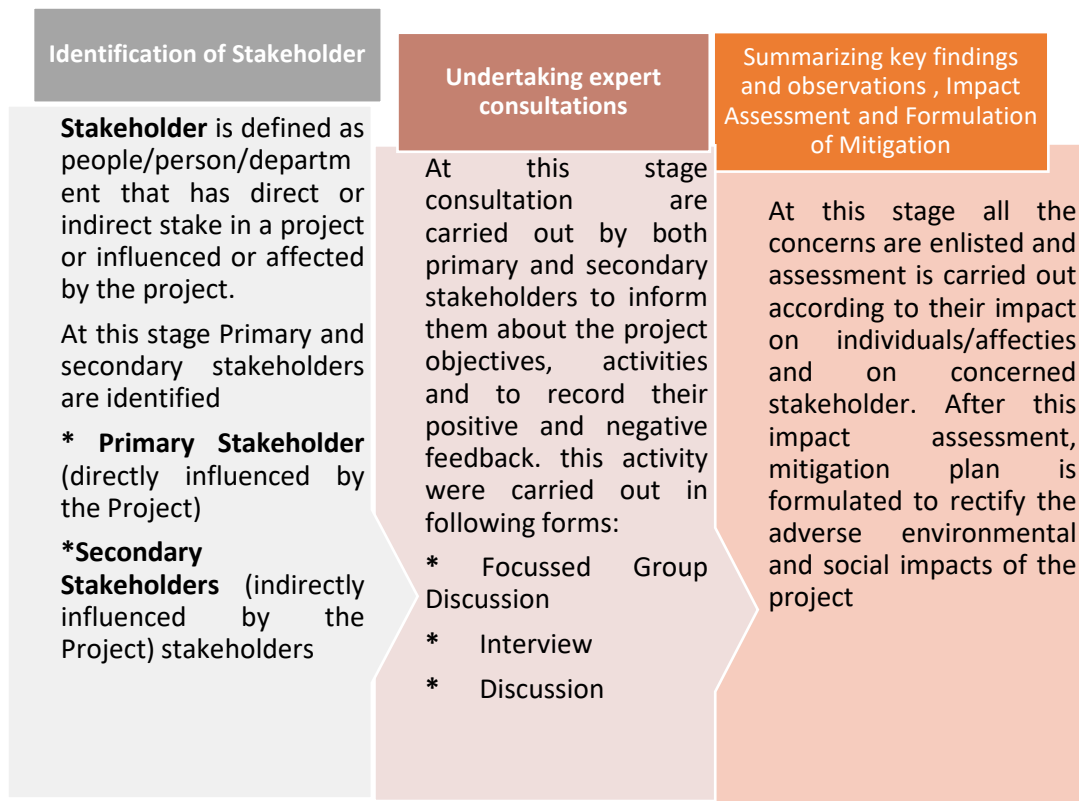 Identification of Stakeholder
Stakeholder is defined as
people/person/departm
ent that has direct or
indirect stake in a project
or influenced or affected
by the project.
At this stage Primary and
secondary stakeholders
are identified
* Primary Stakeholder
(directly influenced by
the Project)
*Secondary
Stakeholders (indirectly
influenced by the
Project) stakeholders
Undertaking expert
consultations
At this stage
consultation are
carried out by both
primary and secondary
stakeholders to inform
them about the project
objectives, activities
and to record their
positive and negative
feedback. this activity
were carried out in
following forms:
* Focussed Group
Discussion
* Interview
* Discussion
Summarizing key findings
and observations , Impact
Assessment and Formulation
of Mitigation
At this stage all the
concerns are enlisted and
assessment is carried out
according to their impact
on individuals/affecties
and on concerned
stakeholder. After this
impact assessment,
mitigation plan is
formulated to rectify the
adverse environmental
and social impacts of the
project